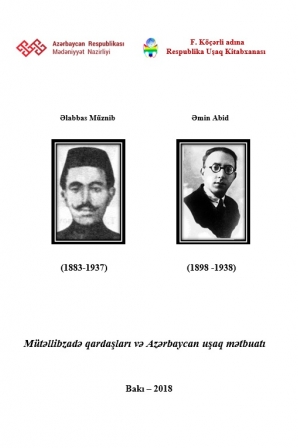 Azərbaycan Respublikası
Mədəniyyət Nazirliyi
F. Köçərli adına
Respublika Uşaq Kitabxanası
Ələbbas Müznib
Əmin Abid
(1883-1937)
(1898 -1938)
Mütəllibzadə qardaşları və Azərbaycan uşaq mətbuatı
Bakı – 2018